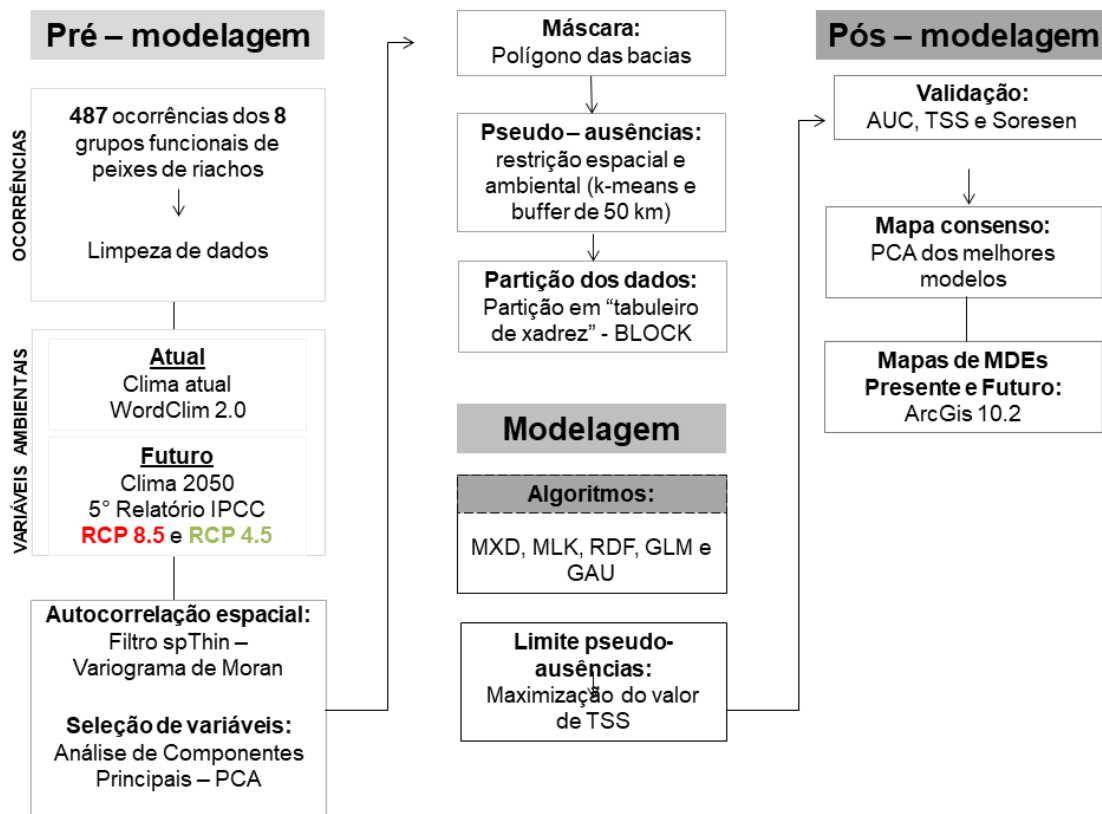 Pré – modelagem
OCORRÊNCIAS
487 ocorrências dos 8
grupos funcionais de
peixes de riachos
Limpeza de dados
VARIÁVEIS AMBIENTAIS
Atual
Clima atual
WordClim 2.0
Futuro
Clima 2050
5° Relatório IPCC
RCP 8.5 e RCP 4.5
Autocorrelação espacial:
Filtro spThin –
Variograma de Moran
Seleção de variáveis:
Análise de Componentes
Principais – PCA
Máscara:
Polígono das bacias
Pseudo – ausências:
restrição espacial e
ambiental (k-means e
buffer de 50 km)
Partição dos dados:
Partição em “tabuleiro
de xadrez” - BLOCK
Modelagem
Algoritmos:
MXD, MLK, RDF, GLM e
GAU
Limite pseudo-
ausências:
Maximização do valor
de TSS
Pós – modelagem
Validação:
AUC, TSS e Soresen
Mapa consenso:
PCA dos melhores
modelos
Mapas de MDEs
Presente e Futuro:
ArcGis 10.2